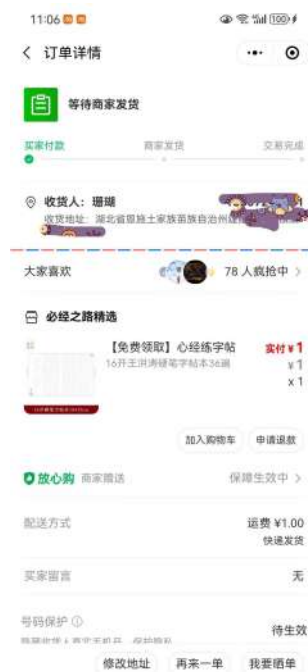 11:06
100
订单详情
等待商家发货
买家付款
商家发货
交易完成
收货人：珊瑚
收货地址：湖北省恩施土家族苗族自治州
大家喜欢
78 人疯抢中
必经之路精选
【免费领取】心经练字帖
实付¥1
16开王洪涛硬笔字帖本36遍
¥1
x 1
加入购物车
申请退款
放心购 商家赠送
保障生效中
配送方式
运费 ¥1.00
快递发货
买家留言
无
号码保护
待生效
修改地址
再来一单
我要晒单